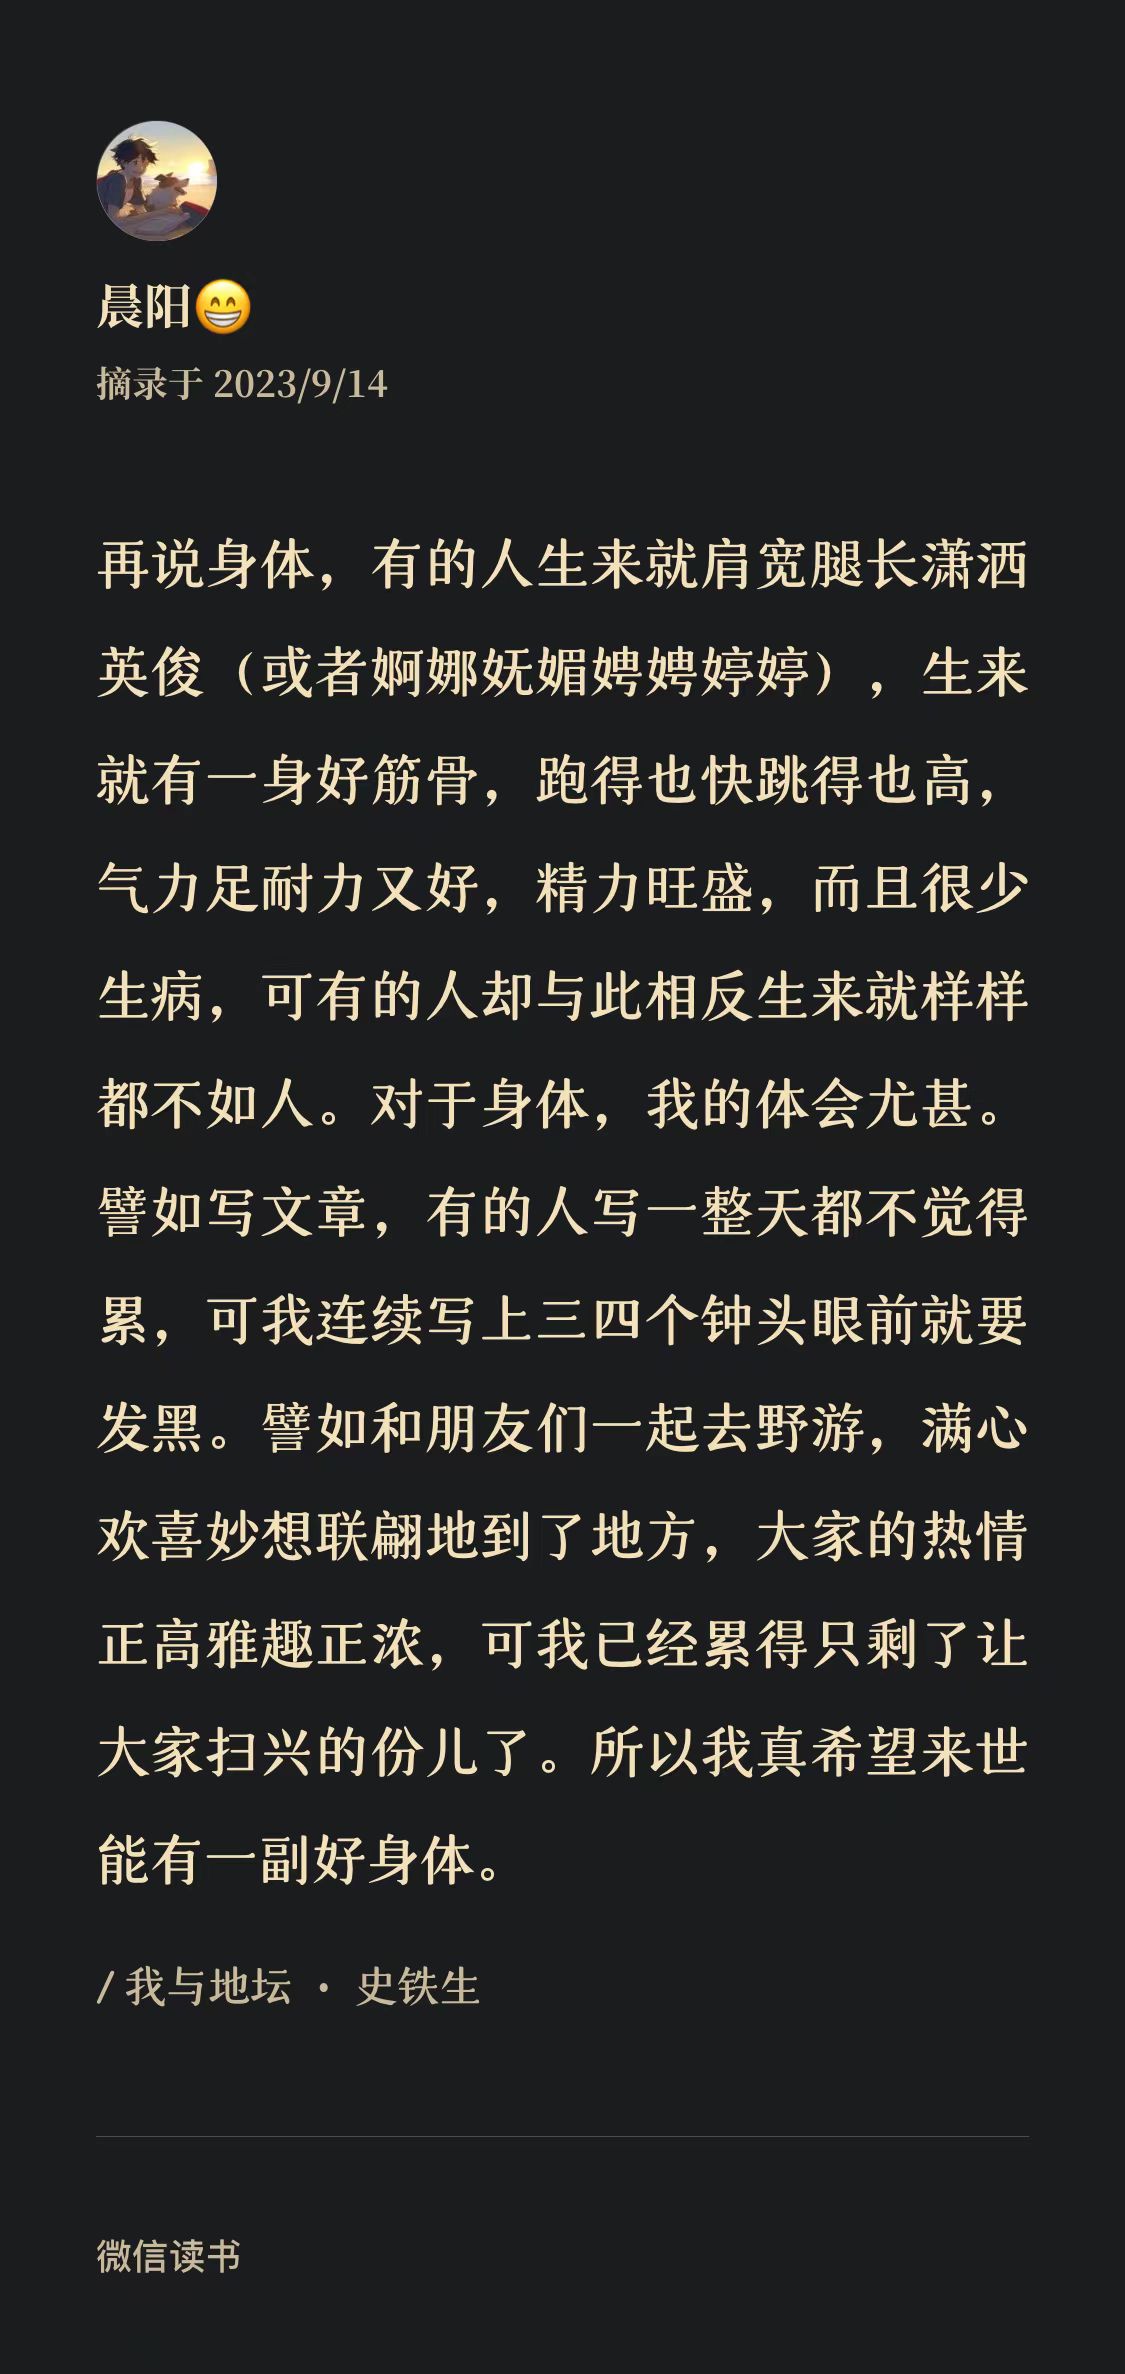 晨阳😁
摘录于 2023/9/14
再说身体，有的人生来就肩宽腿长潇洒
英俊（或者婀娜妩媚娉娉婷婷），生来
就有一身好筋骨，跑得也快跳得也高，
气力足耐力又好，精力旺盛，而且很少
生病，可有的人却与此相反生来就样样
都不如人。对于身体，我的体会尤甚。
譬如写文章，有的人写一整天都不觉得
累，可我连续写上三四个钟头眼前就要
发黑。譬如和朋友们一起去野游，满心
欢喜妙想联翩地到了地方，大家的热情
正高雅趣正浓，可我已经累得只剩了让
大家扫兴的份儿了。所以我真希望来世
能有一副好身体。
/ 我与地坛 · 史铁生
微信读书